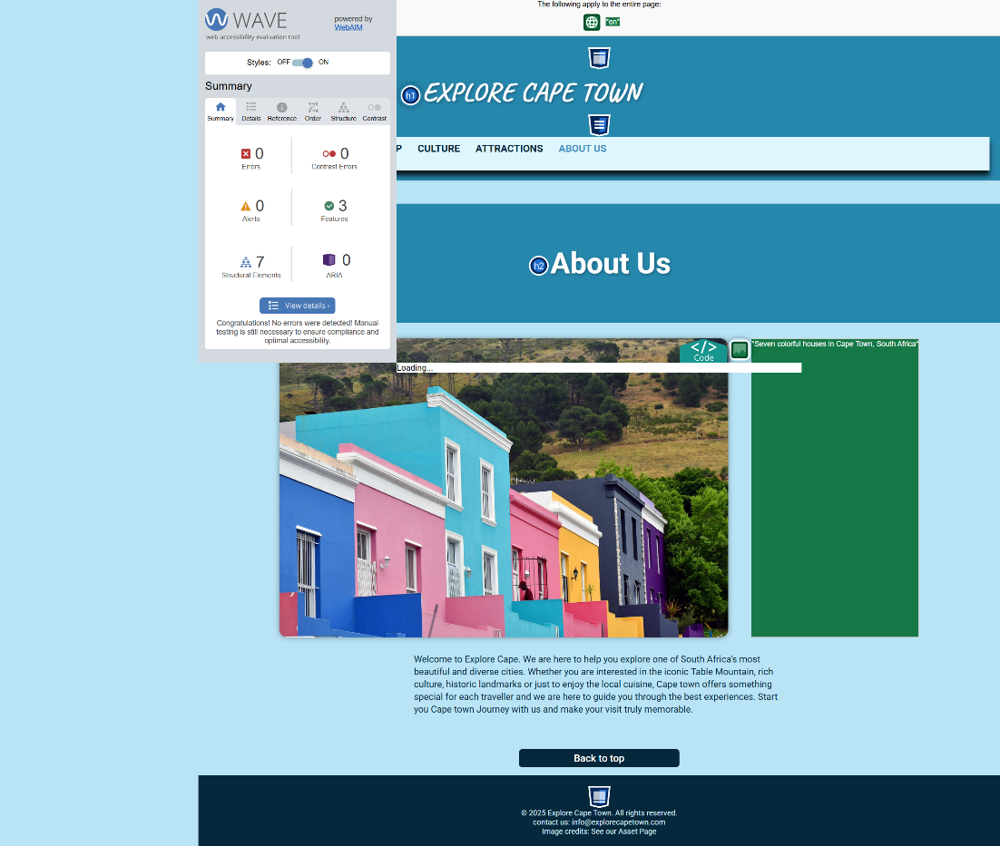 WAVE
powered by
WebAIM
web accessibility evaluation tool
Styles: OFF ON
Summary
Summary Details Reference Order Structure Contrast
0 0
Errors Contrast Errors
0 3
Alerts Features
7 0
Structural Elements ARIA
View details ›
Congratulations! No errors were detected! Manual
testing is still necessary to ensure compliance and
optimal accessibility.
The following apply to the entire page:
"en"
h1 EXPLORE CAPE TOWN
P CULTURE ATTRACTIONS ABOUT US
h2 About Us
</>
Code
"Seven colorful houses in Cape Town, South Africa"
Loading...
Welcome to Explore Cape. We are here to help you explore one of South Africa's most
beautiful and diverse cities. Whether you are interested in the iconic Table Mountain, rich
culture, historic landmarks or just to enjoy the local cuisine, Cape town offers something
special for each traveller and we are here to guide you through the best experiences. Start
you Cape town Journey with us and make your visit truly memorable.
Back to top
© 2025 Explore Cape Town. All rights reserved.
contact us: info@explorecapetown.com
Image credits: See our Asset Page